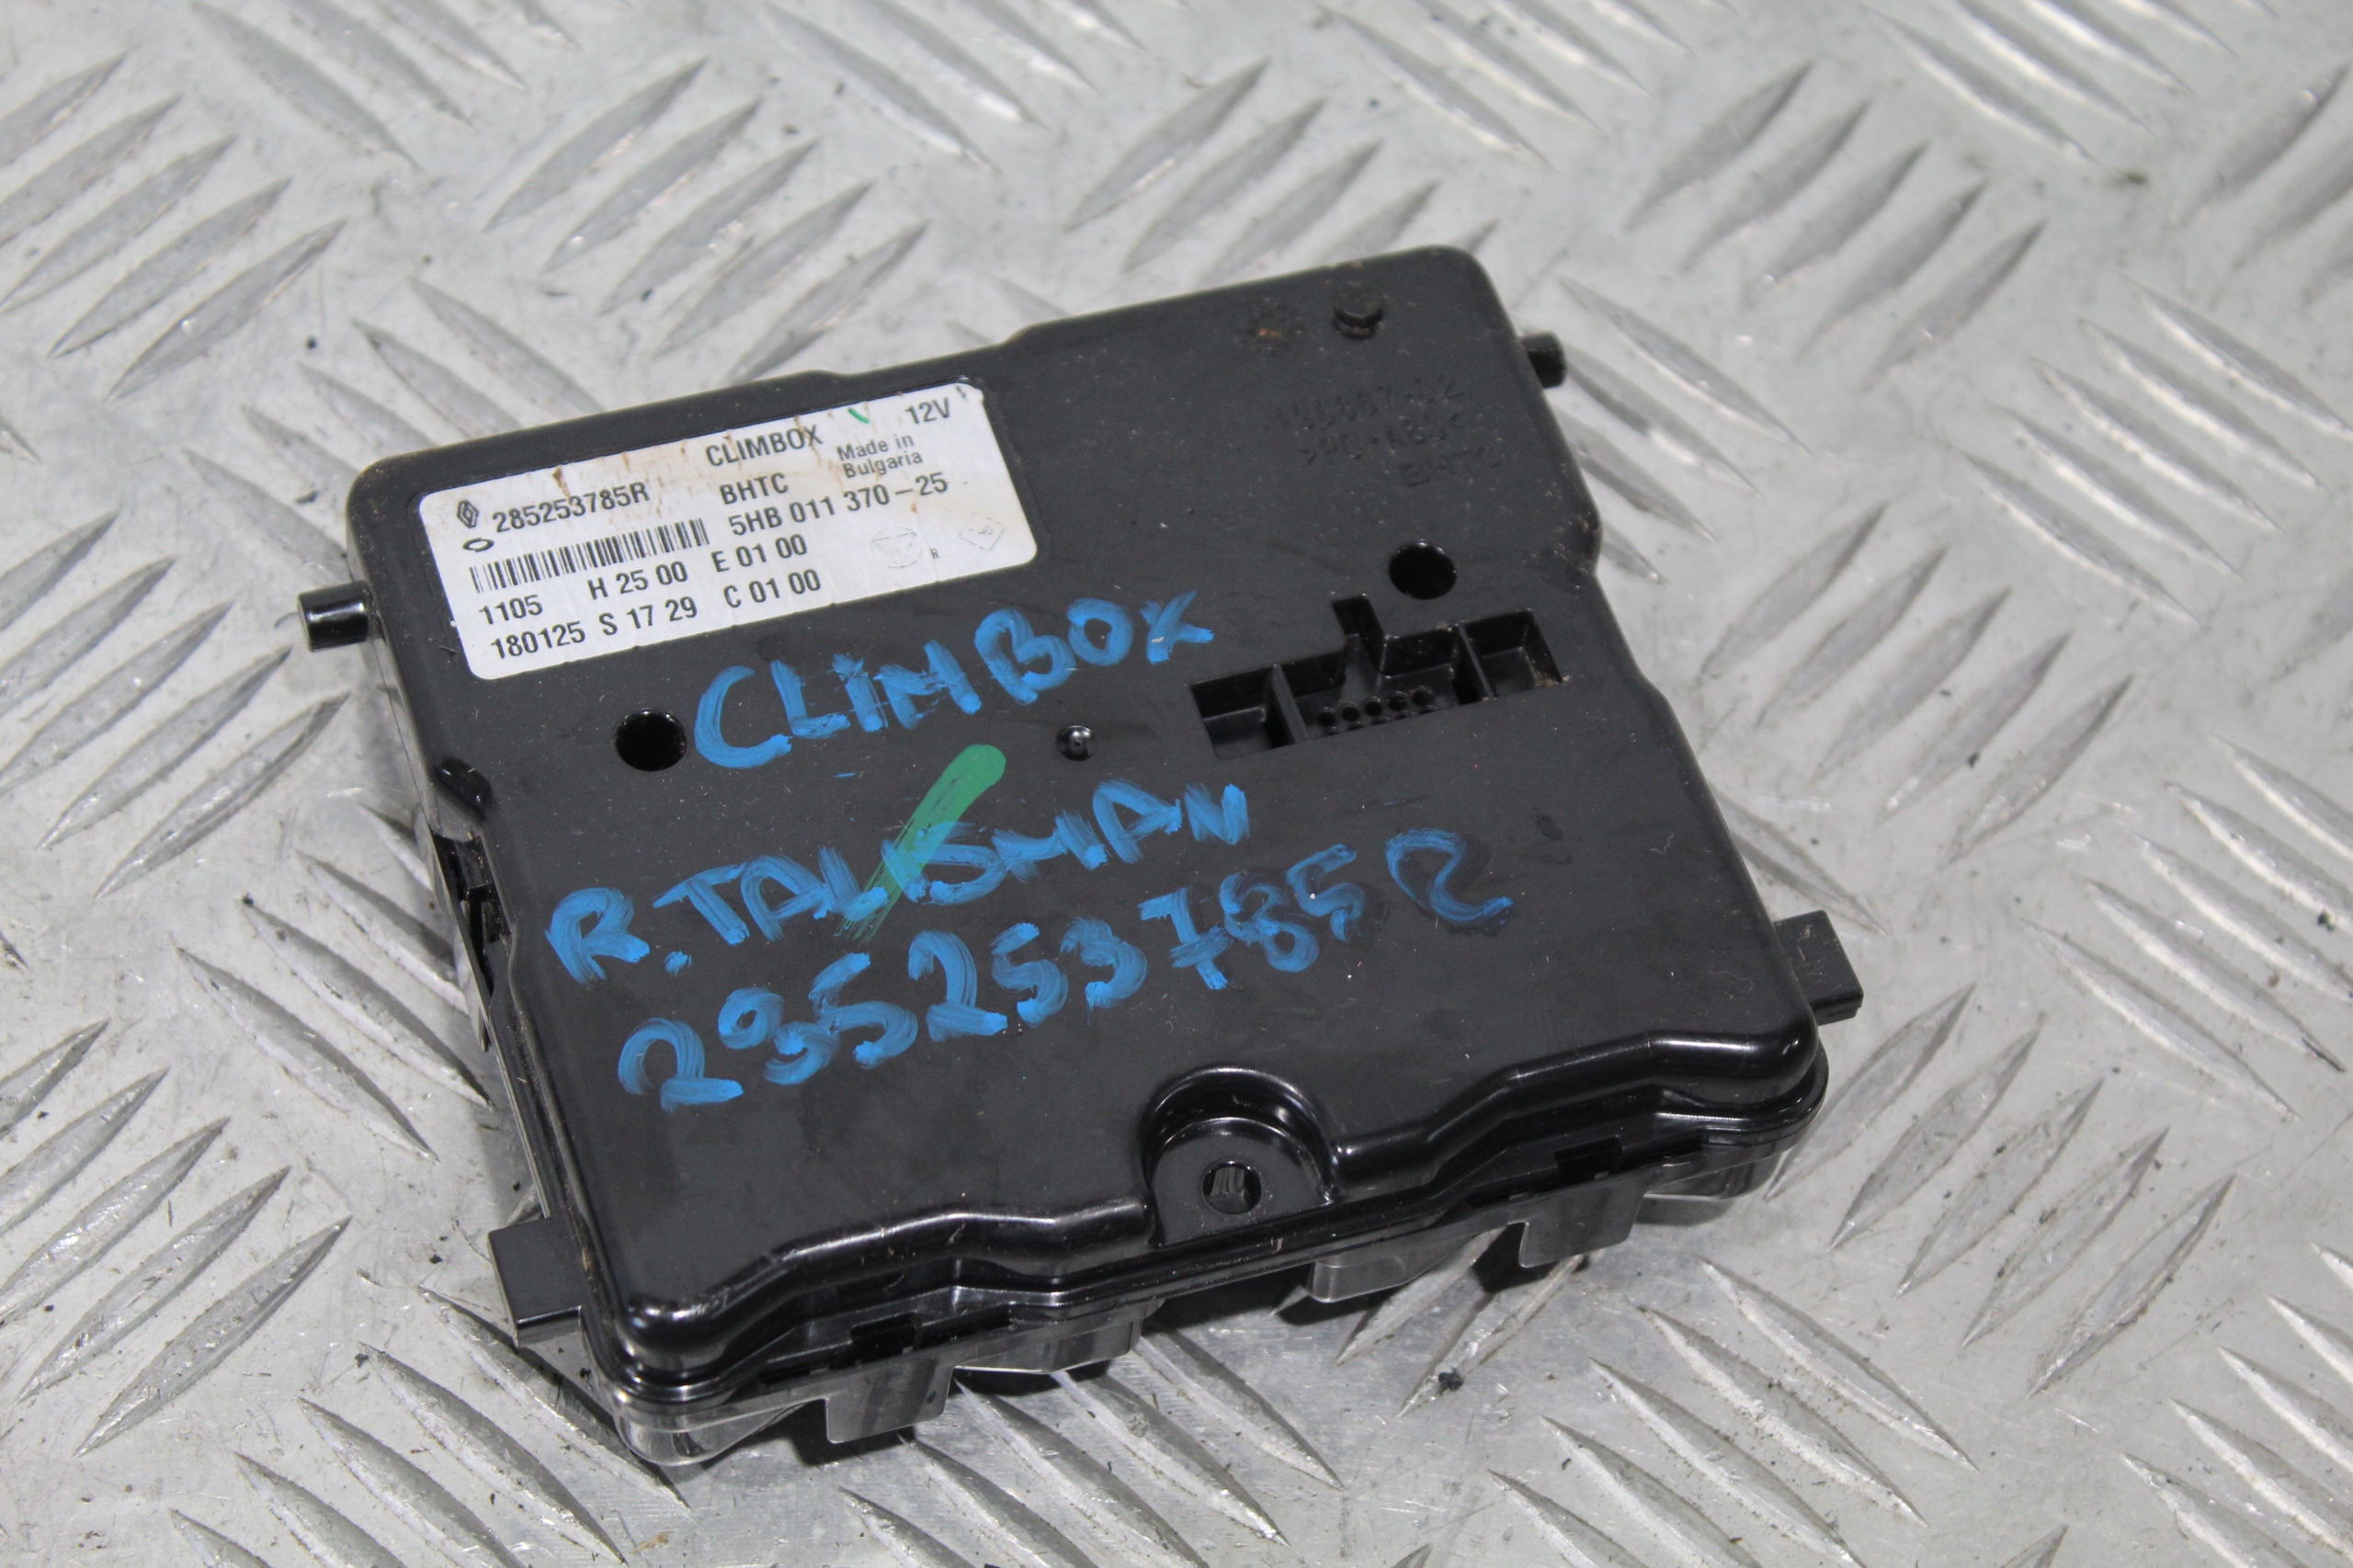 CLIMBOX 12V
285253785R BHTC Made in
Bulgaria
5HB 011 370-25
1105 H 25 00 E 01 00
180125 S 17 29 C 01 00
R
CLIMBOX
R.TALISMAN
285253785R
BHTC